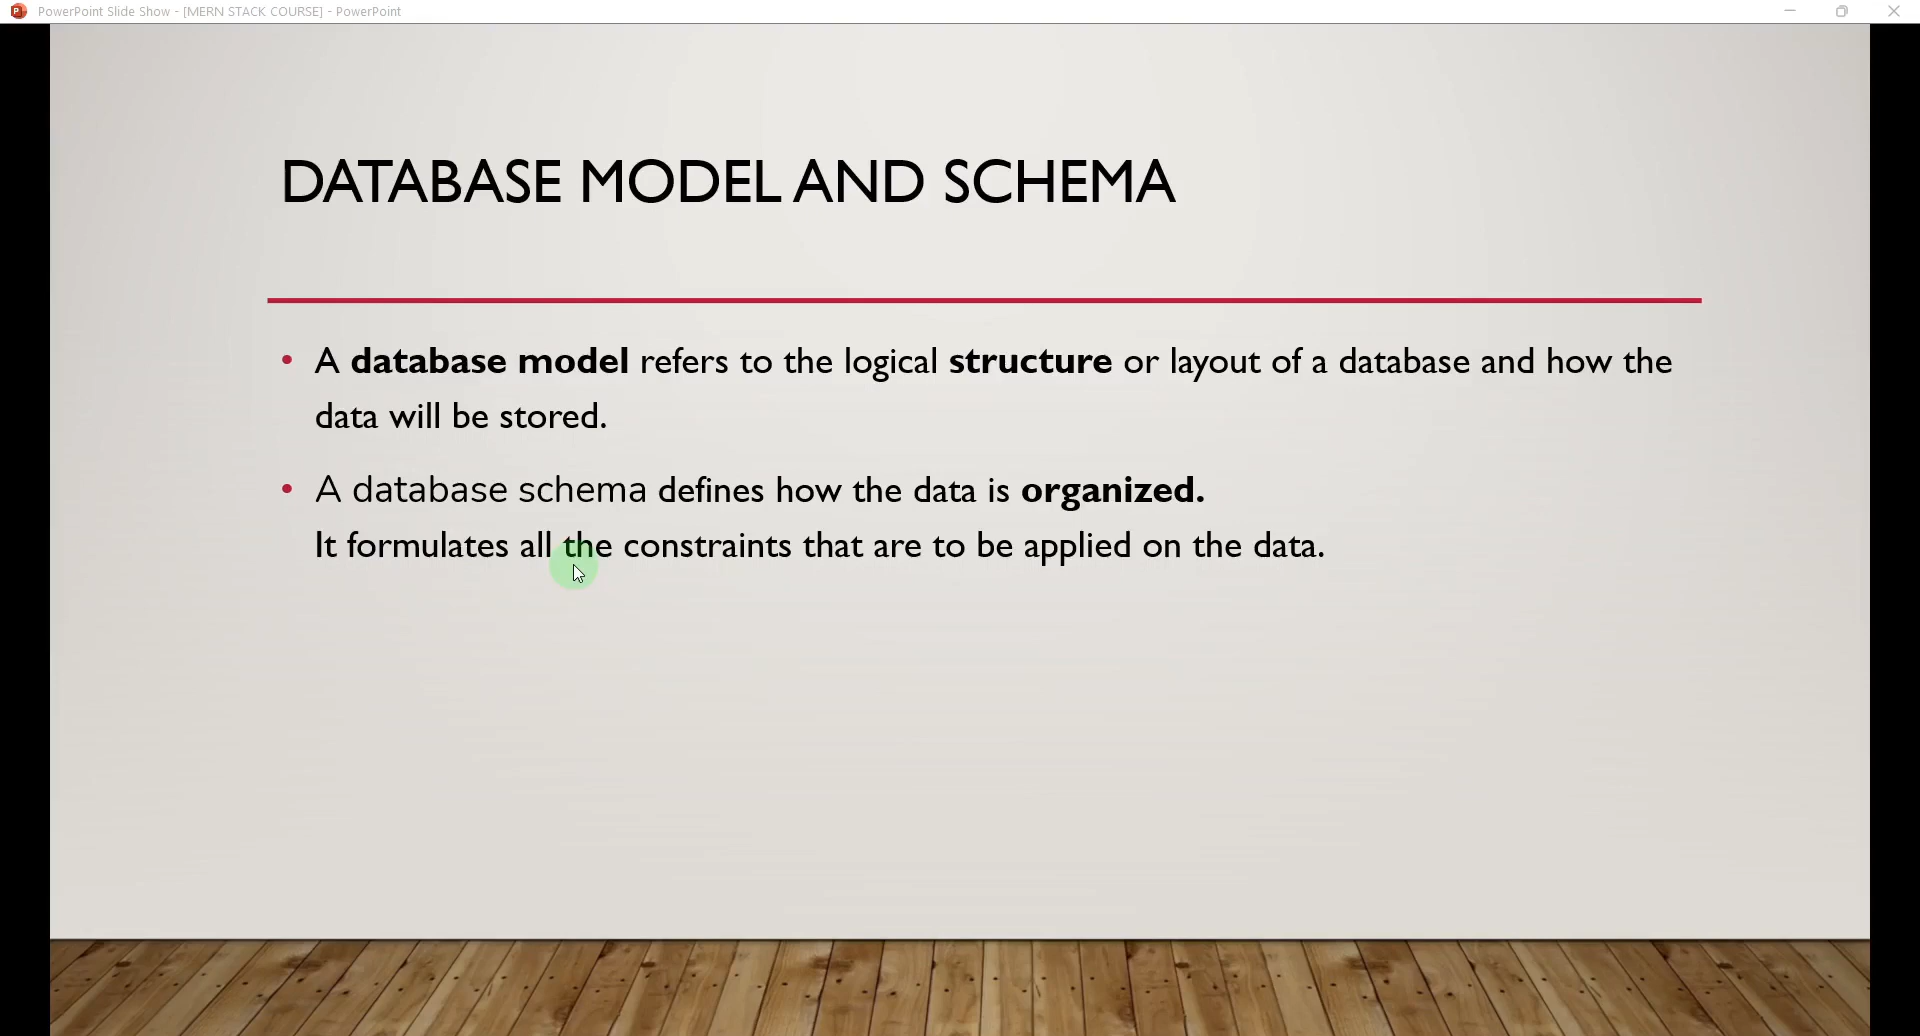 PowerPoint Slide Show - [MERN STACK COURSE] - PowerPoint
DATABASE MODEL AND SCHEMA
• A database model refers to the logical structure or layout of a database and how the
data will be stored.
• A database schema defines how the data is organized.
It formulates all the constraints that are to be applied on the data.